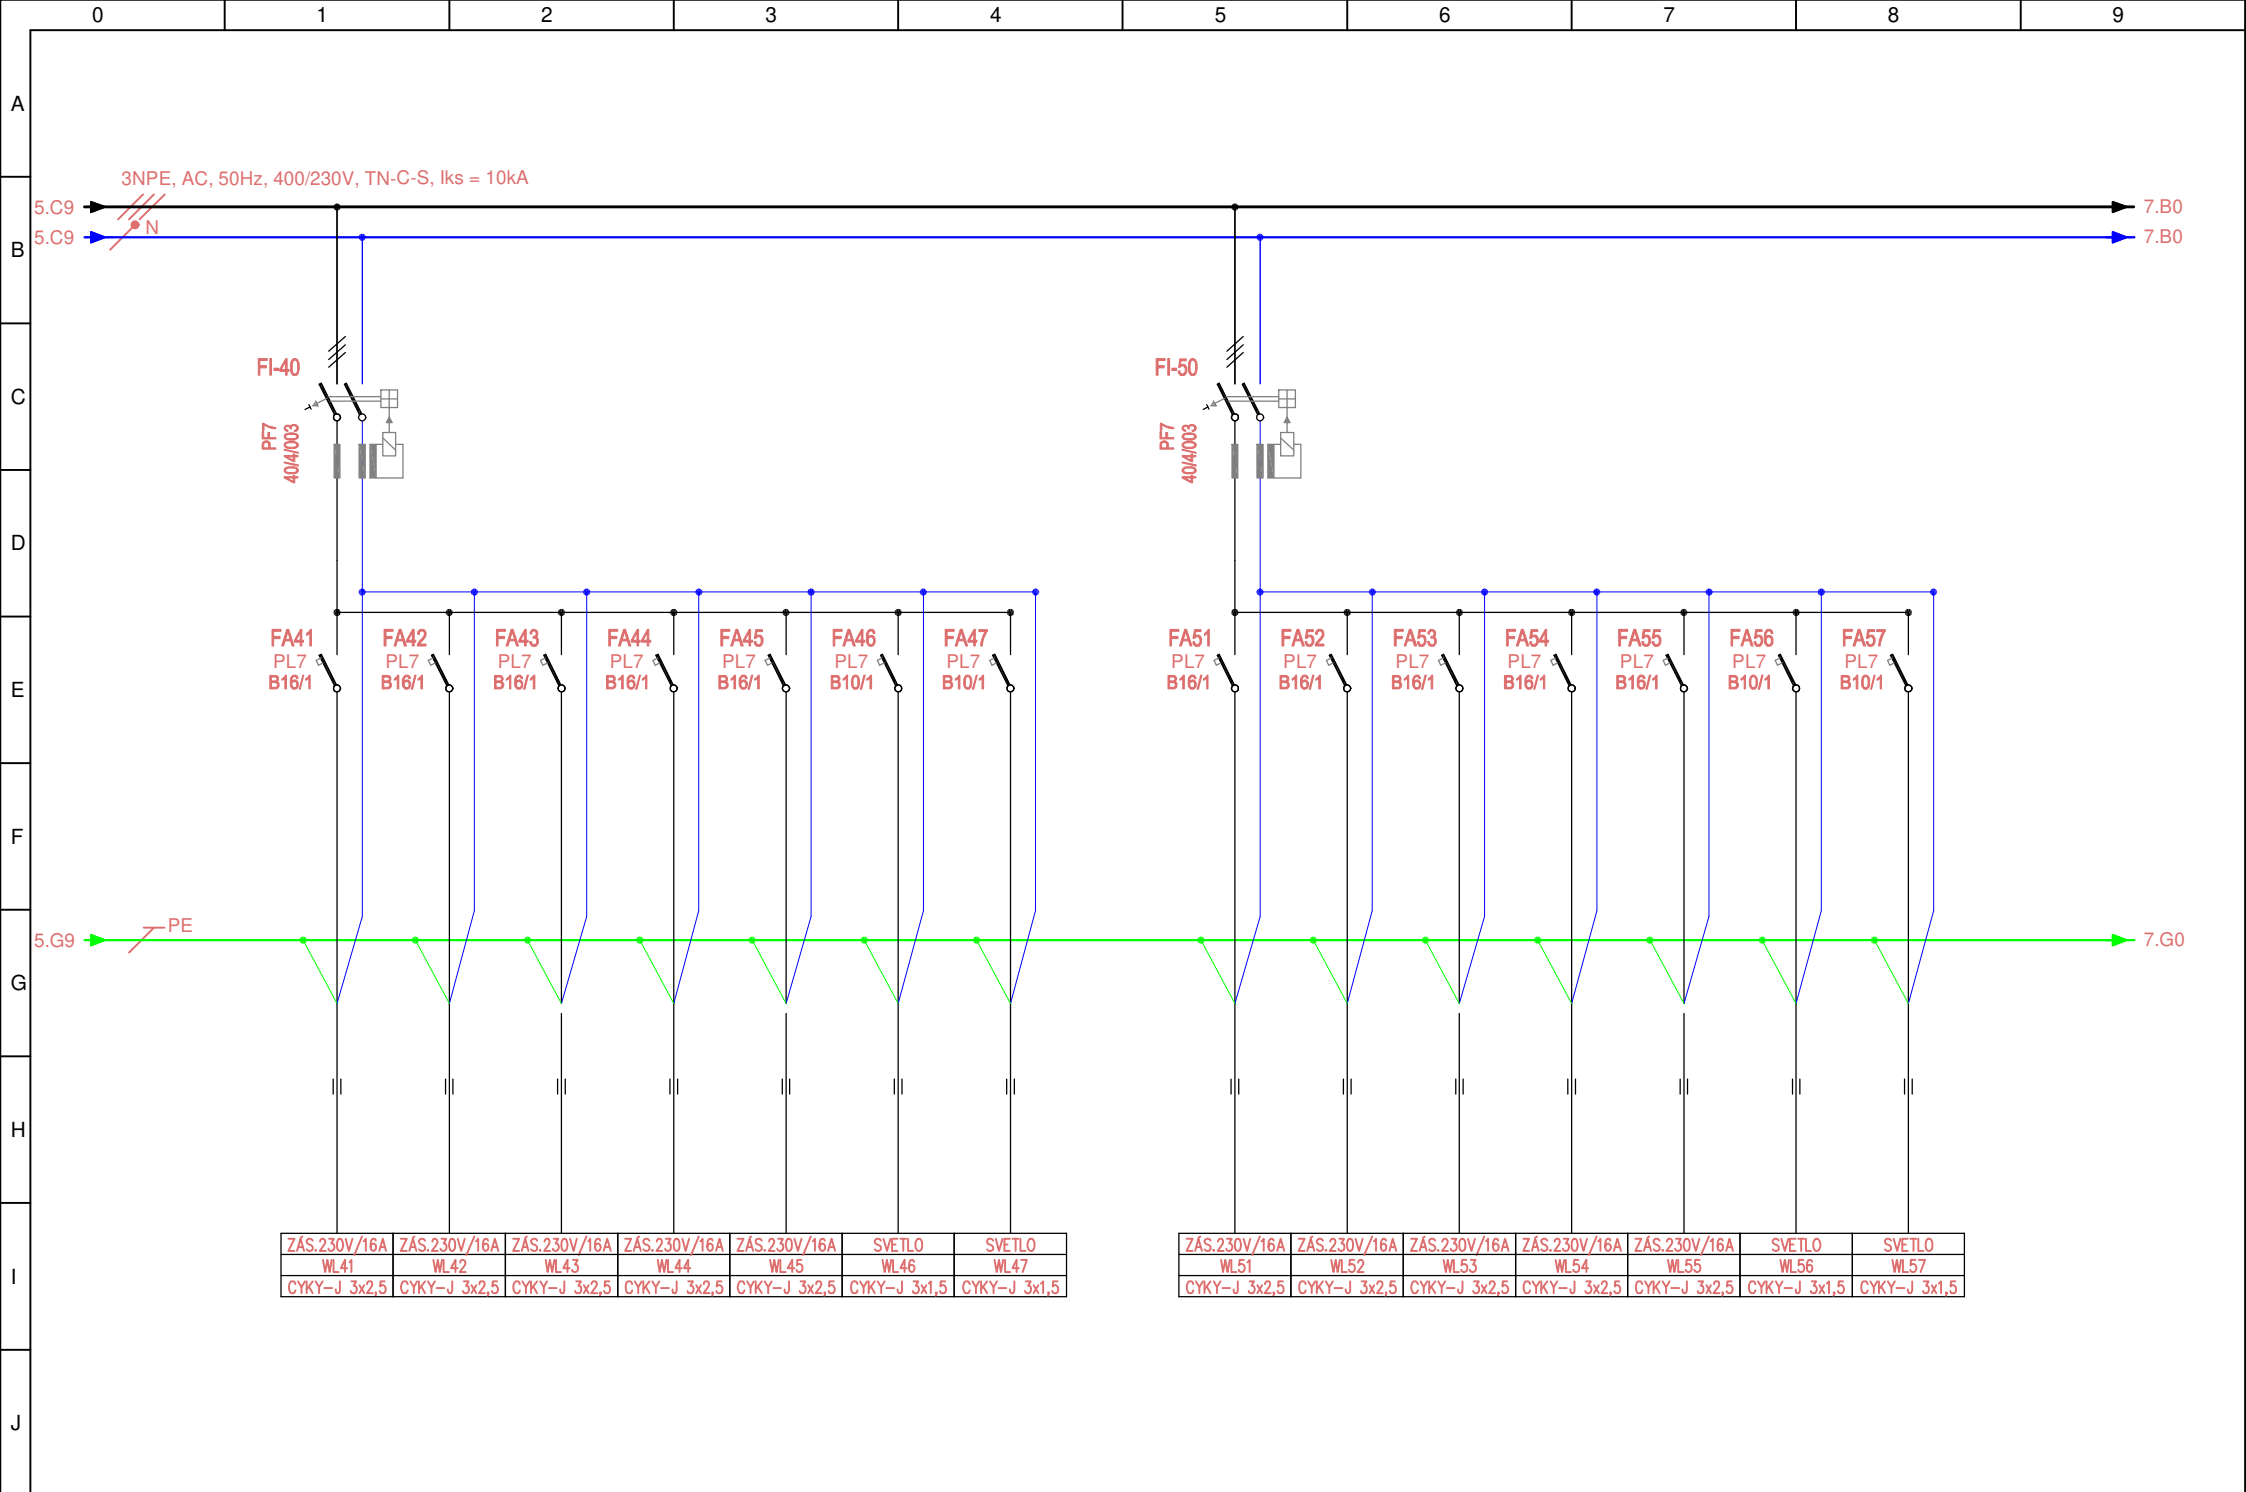 0 1 2 3 4 5 6 7 8 9
A
3NPE, AC, 50Hz, 400/230V, TN-C-S, Iks = 10kA
5.C9 7.B0
N
5.C9 7.B0
B
FI-40 FI-50
C
PF7 40/4/003 PF7 40/4/003
D
FA41 FA42 FA43 FA44 FA45 FA46 FA47 FA51 FA52 FA53 FA54 FA55 FA56 FA57
PL7 PL7 PL7 PL7 PL7 PL7 PL7 PL7 PL7 PL7 PL7 PL7 PL7 PL7
B16/1 B16/1 B16/1 B16/1 B16/1 B10/1 B10/1 B16/1 B16/1 B16/1 B16/1 B16/1 B10/1 B10/1
E
F
PE
5.G9 7.G0
G
H
ZÁS.230V/16A ZÁS.230V/16A ZÁS.230V/16A ZÁS.230V/16A ZÁS.230V/16A SVETLO SVETLO ZÁS.230V/16A ZÁS.230V/16A ZÁS.230V/16A ZÁS.230V/16A ZÁS.230V/16A SVETLO SVETLO
WL41 WL42 WL43 WL44 WL45 WL46 WL47 WL51 WL52 WL53 WL54 WL55 WL56 WL57
I
CYKY-J 3x2,5 CYKY-J 3x2,5 CYKY-J 3x2,5 CYKY-J 3x2,5 CYKY-J 3x2,5 CYKY-J 3x1,5 CYKY-J 3x1,5 CYKY-J 3x2,5 CYKY-J 3x2,5 CYKY-J 3x2,5 CYKY-J 3x2,5 CYKY-J 3x2,5 CYKY-J 3x1,5 CYKY-J 3x1,5
J